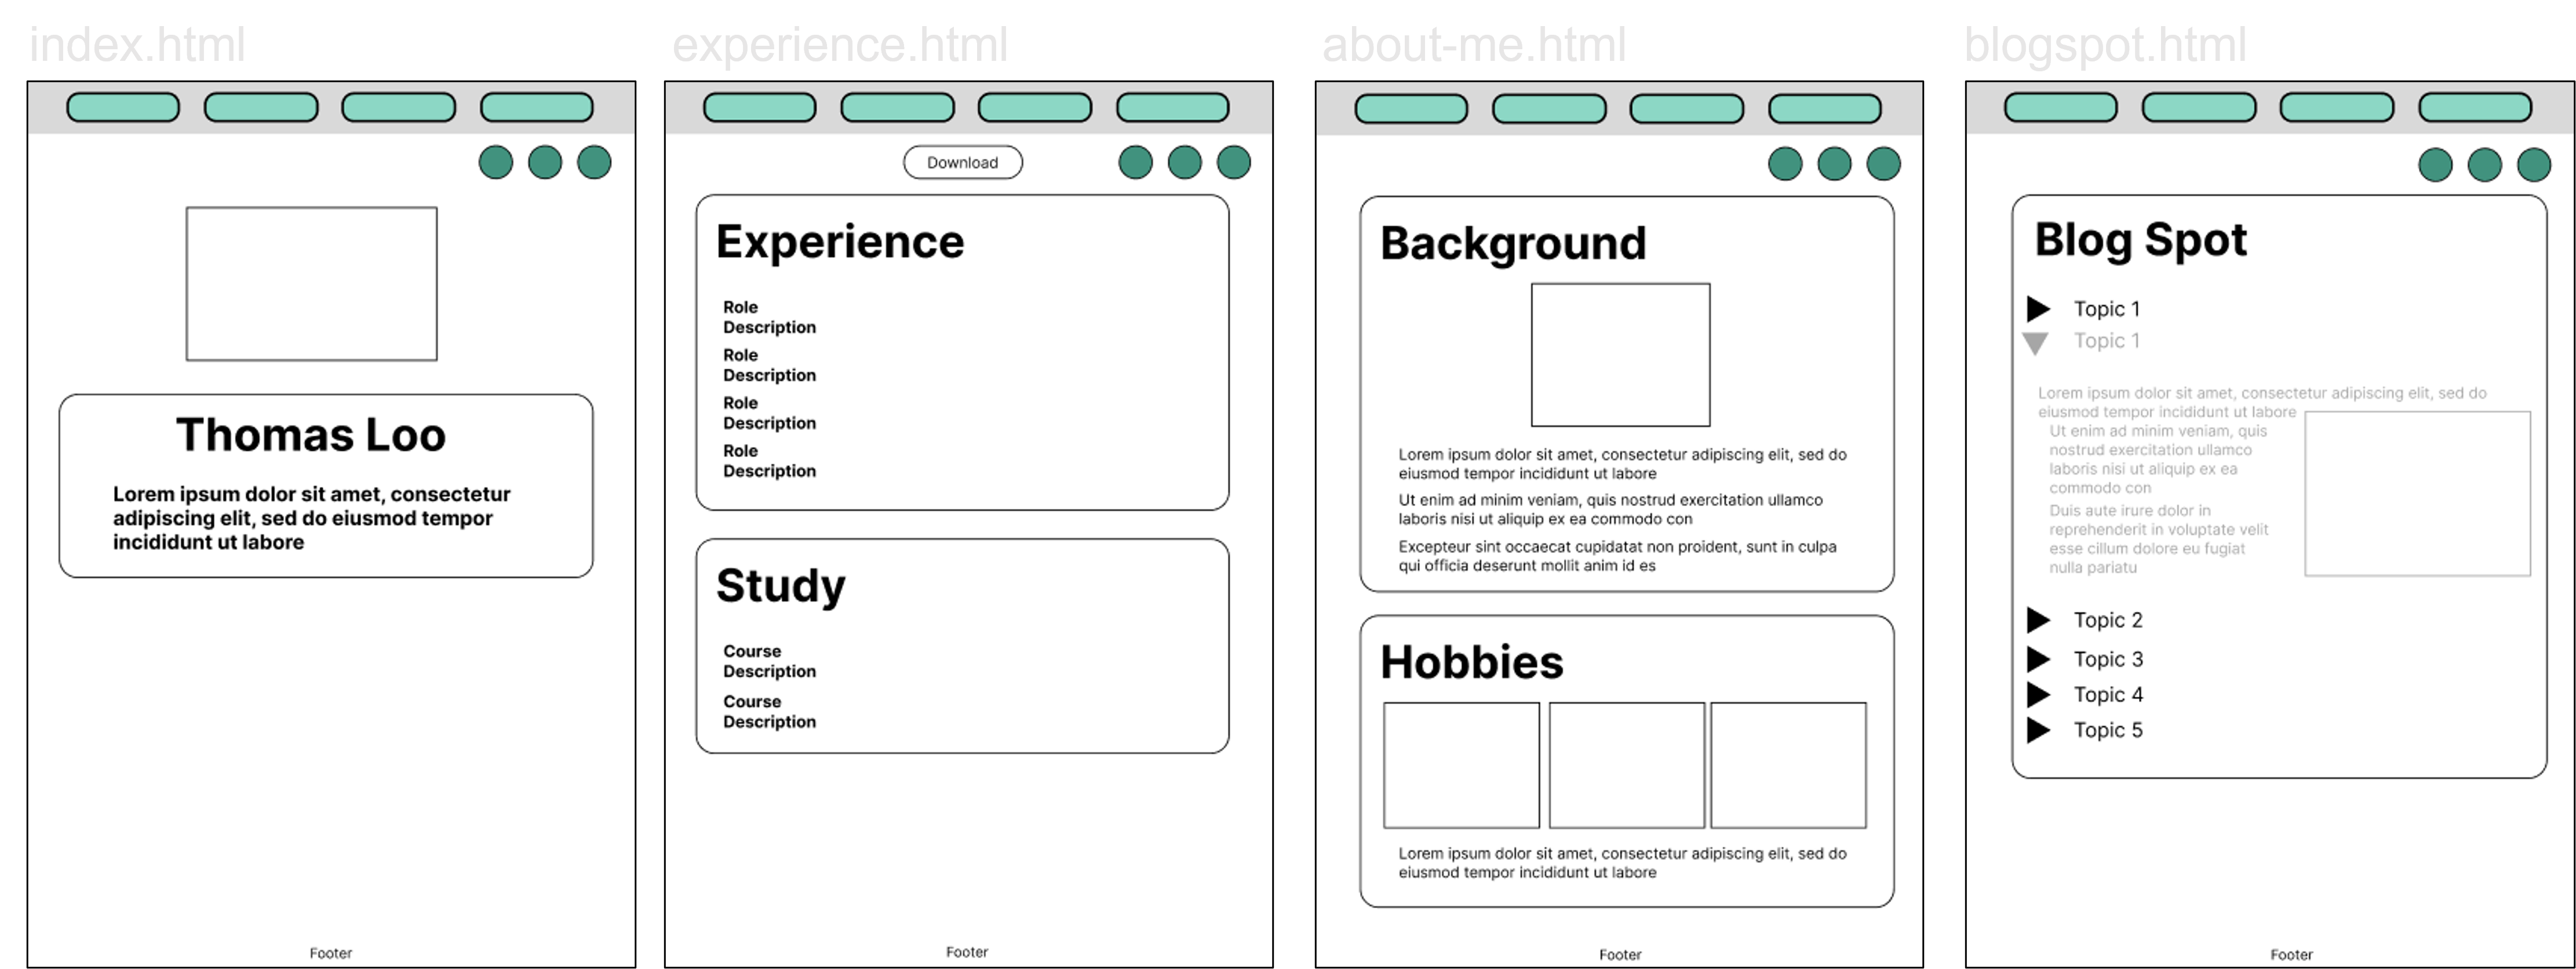 index.html
Thomas Loo
Lorem ipsum dolor sit amet, consectetur
adipiscing elit, sed do eiusmod tempor
incididunt ut labore
Footer
experience.html
Download
Experience
Role
Description
Role
Description
Role
Description
Role
Description
Study
Course
Description
Course
Description
Footer
about-me.html
Background
Lorem ipsum dolor sit amet, consectetur adipiscing elit, sed do
eiusmod tempor incididunt ut labore
Ut enim ad minim veniam, quis nostrud exercitation ullamco
laboris nisi ut aliquip ex ea commodo con
Excepteur sint occaecat cupidatat non proident, sunt in culpa
qui officia deserunt mollit anim id es
Hobbies
Lorem ipsum dolor sit amet, consectetur adipiscing elit, sed do
eiusmod tempor incididunt ut labore
Footer
blogspot.html
Blog Spot
Topic 1
Topic 1
Lorem ipsum dolor sit amet, consectetur adipiscing elit, sed do
eiusmod tempor incididunt ut labore
Ut enim ad minim veniam, quis
nostrud exercitation ullamco
laboris nisi ut aliquip ex ea
commodo con
Duis aute irure dolor in
reprehenderit in voluptate velit
esse cillum dolore eu fugiat
nulla pariatu
Topic 2
Topic 3
Topic 4
Topic 5
Footer